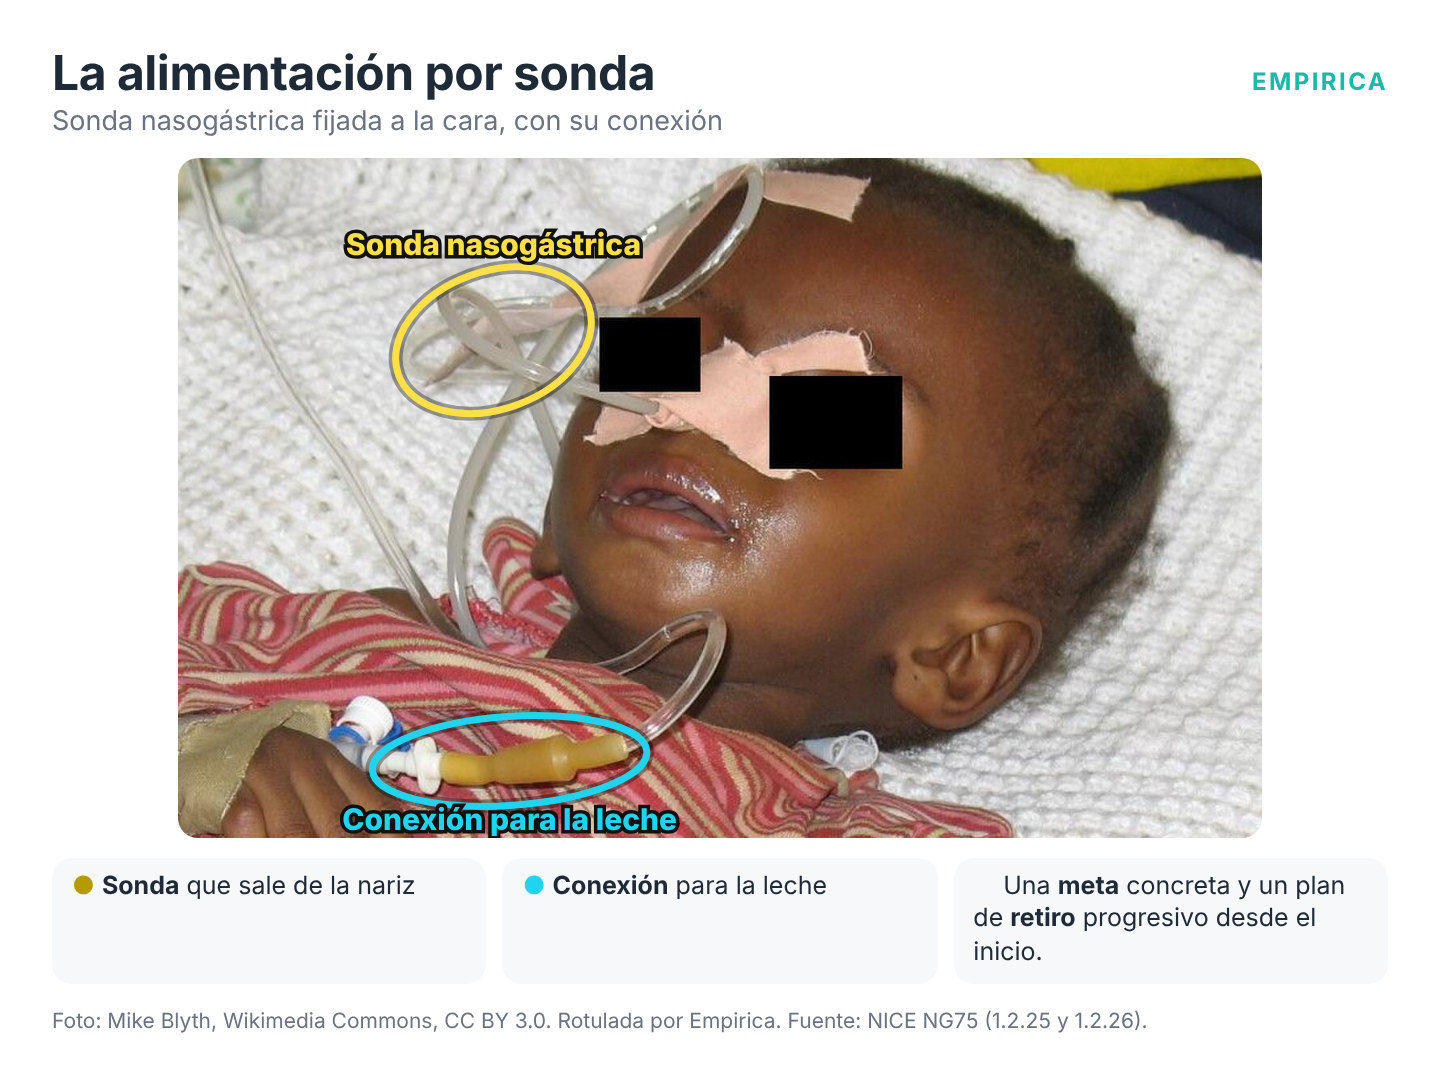 La alimentación por sonda
EMPIRICA
Sonda nasogástrica fijada a la cara, con su conexión
Sonda nasogástrica
Conexión para la leche
Sonda que sale de la nariz
Conexión para la leche
Una meta concreta y un plan
de retiro progresivo desde el
inicio.
Foto: Mike Blyth, Wikimedia Commons, CC BY 3.0. Rotulada por Empirica. Fuente: NICE NG75 (1.2.25 y 1.2.26).